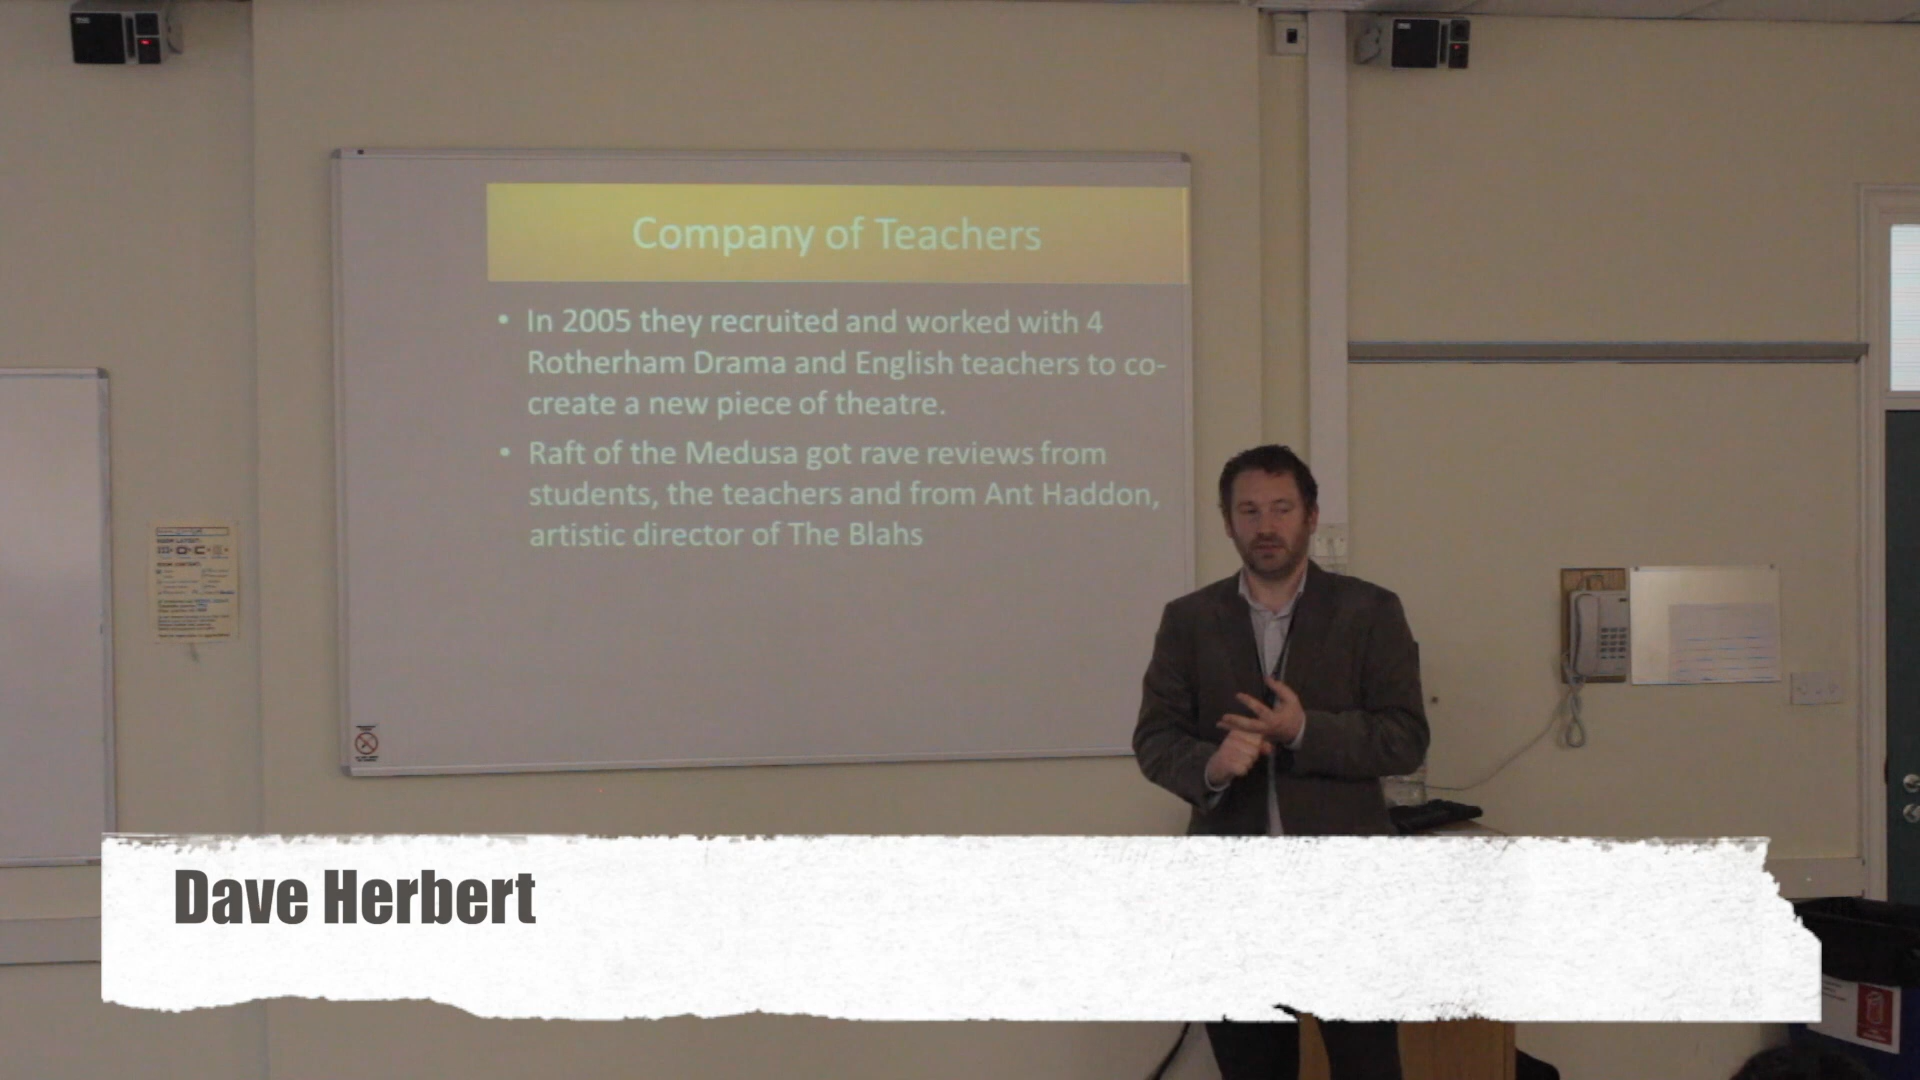 Company of Teachers
• In 2005 they recruited and worked with 4
Rotherham Drama and English teachers to co-
create a new piece of theatre.
• Raft of the Medusa got rave reviews from
students, the teachers and from Ant Haddon,
artistic director of The Blahs
Dave Herbert